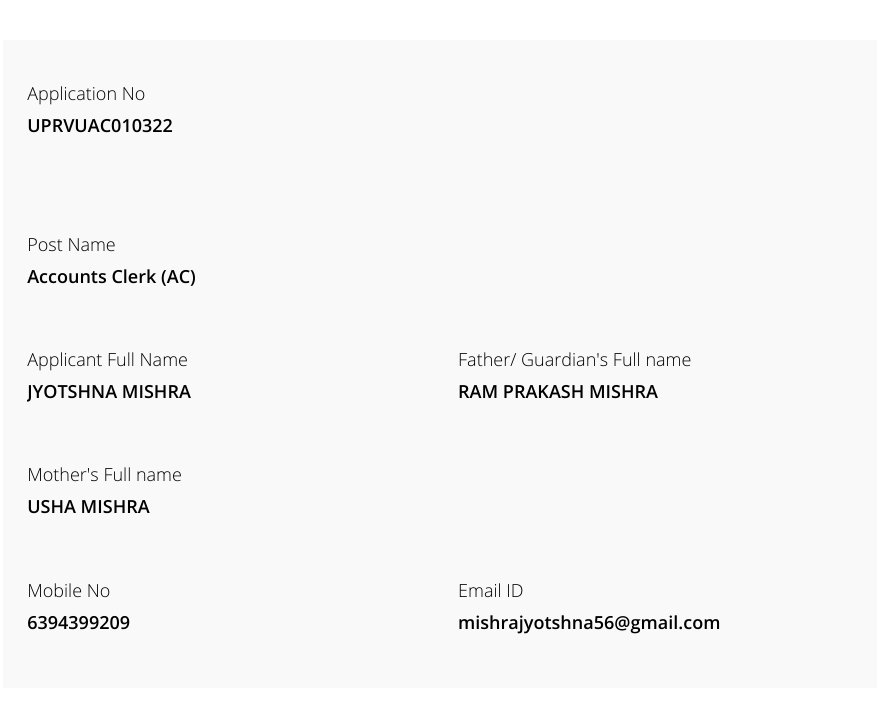 Application No
UPRVUAC010322
Post Name
Accounts Clerk (AC)
Applicant Full Name
JYOTSHNA MISHRA
Father/ Guardian's Full name
RAM PRAKASH MISHRA
Mother's Full name
USHA MISHRA
Mobile No
6394399209
Email ID
mishrajyotshna56@gmail.com